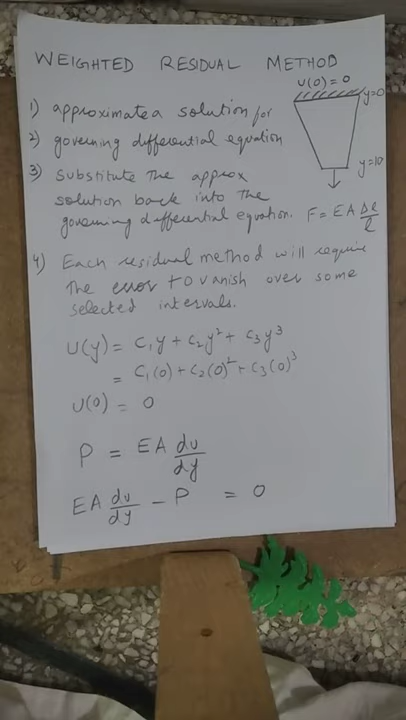 WEIGHTED RESIDUAL METHOD
U(0) = 0
y=0
1) approximate a solution for
2) governing differential equation
y=10
3) Substitute the approx
solution back into the
governing differential equation.
F = EA Δl/l
4) Each residual method will require
the error to vanish over some
selected intervals.
U(y) = C₁y + C₂y² + C₃y³
= C₁(0) + C₂(0)² + C₃(0)³
U(0) = 0
P = EA du/dy
EA du/dy - P = 0